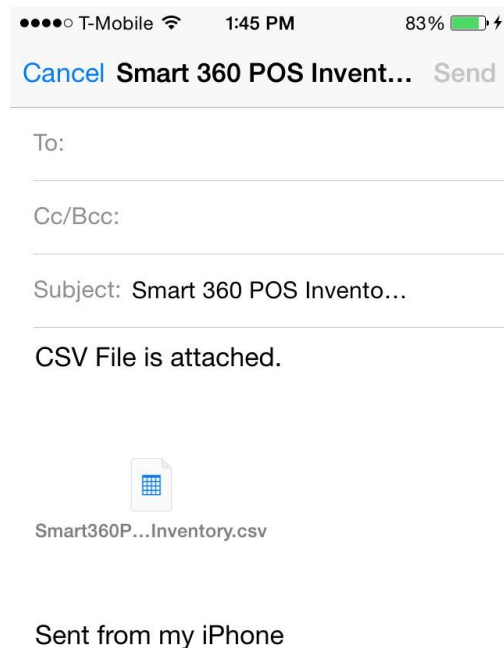 T-Mobile 1:45 PM 83%
Cancel Smart 360 POS Invent... Send
To:
Cc/Bcc:
Subject: Smart 360 POS Invento...
CSV File is attached.
Smart360P...Inventory.csv
Sent from my iPhone